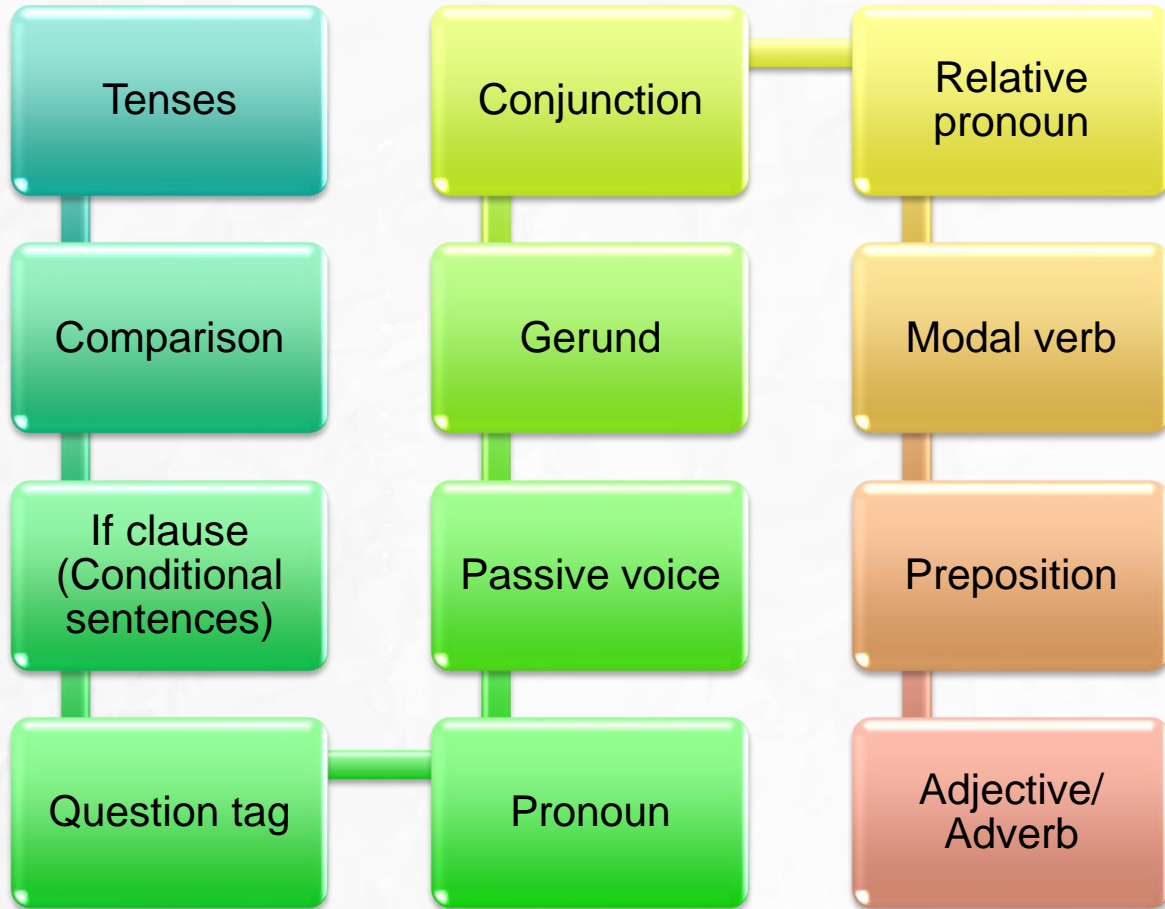 Tenses
Comparison
If clause
(Conditional
sentences)
Question tag
Pronoun
Passive voice
Gerund
Conjunction
Relative
pronoun
Modal verb
Preposition
Adjective/
Adverb